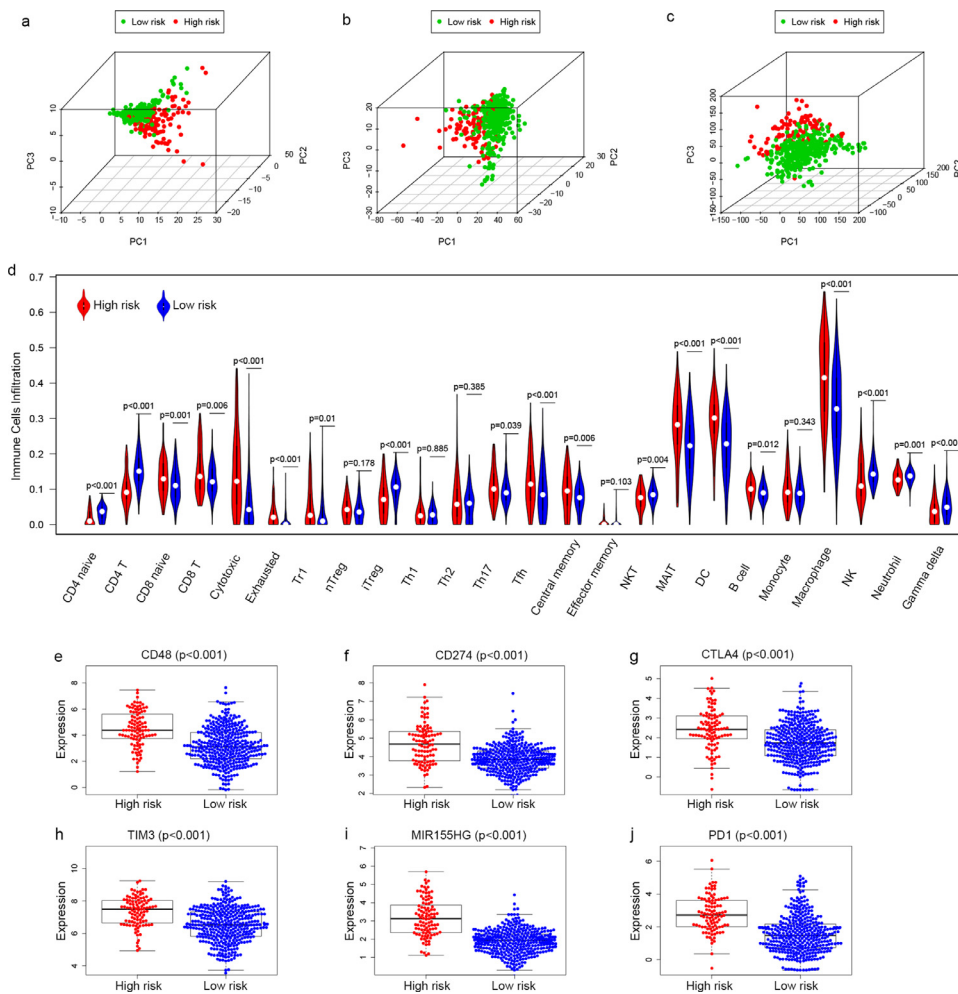 a
Low risk High risk
PC3
10
5
0
−5
−10
−10 −5 0 5 10 15 20 25 30
PC1
−20
−15
−10
−5
0
50
PC2
b
Low risk High risk
PC3
20
10
0
−10
−20
−30
−80 −60 −40 −20 0 20 40 60
PC1
−30
−20
−10
0
10
20
30
PC2
c
Low risk High risk
PC3
200
150
100
50
0
−50
−100
−150
−150 −100 −50 0 50 100 150 200
PC1
−100
−50
0
50
100
150
200
PC2
d
High risk Low risk
Immune Cells Infiltration
0.7
0.6
0.5
0.4
0.3
0.2
0.1
0.0
p<0.001
p<0.001
p=0.001
p=0.006
p<0.001
p<0.001
p=0.01
p=0.178
p<0.001
p=0.885
p=0.385
p=0.039
p<0.001
p=0.006
p=0.103
p=0.004
p<0.001
p<0.001
p=0.012
p=0.343
p<0.001
p<0.001
p=0.001
CD4 naive
CD4 T
CD8 naive
CD8 T
Cytotoxic
Exhausted
Tr1
nTreg
iTreg
Th1
Th2
Th17
Tfh
Central memory
Effector memory
NKT
MAIT
DC
B cell
Monocyte
Macrophage
NK
Neutrohil
Gamma delta
e
CD48 (p<0.001)
Expression
8
6
4
2
0
High risk Low risk
f
CD274 (p<0.001)
Expression
8
7
6
5
4
3
2
High risk Low risk
g
CTLA4 (p<0.001)
Expression
5
4
3
2
1
0
High risk Low risk
h
TIM3 (p<0.001)
Expression
10
8
6
4
High risk Low risk
i
MIR155HG (p<0.001)
Expression
7
6
5
4
3
2
1
High risk Low risk
j
PD1 (p<0.001)
Expression
6
4
2
0
High risk Low risk